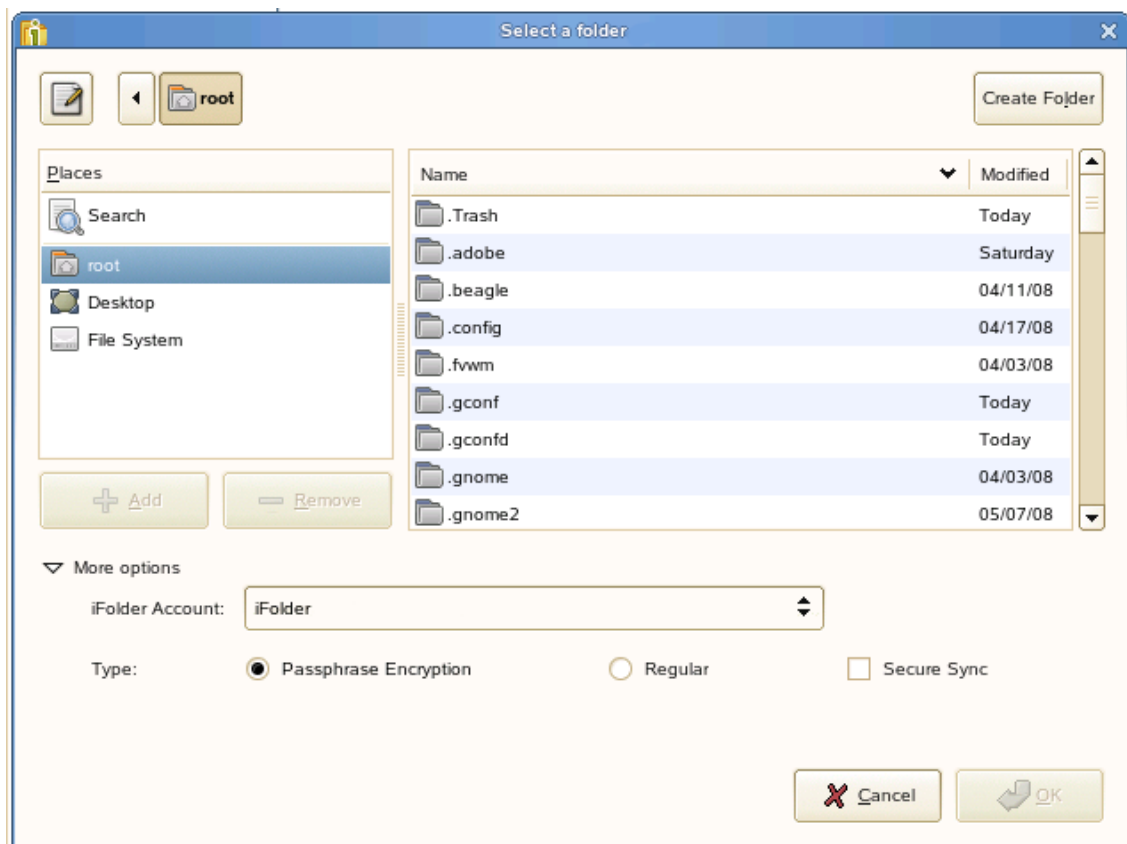 Select a folder
root
Create Folder
Places
Search
root
Desktop
File System
Add
Remove
Name Modified
.Trash Today
.adobe Saturday
.beagle 04/11/08
.config 04/17/08
.fvwm 04/03/08
.gconf Today
.gconfd Today
.gnome 04/03/08
.gnome2 05/07/08
More options
iFolder Account: iFolder
Type: Passphrase Encryption Regular Secure Sync
Cancel OK